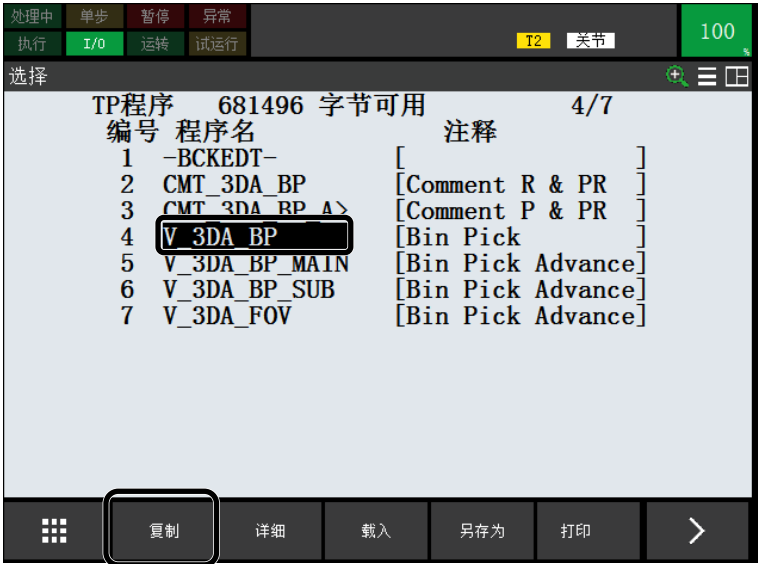 处理中 单步 暂停 异常
执行 I/O 运转 试运行 T2 关节 100 %
选择
TP程序 681496 字节可用 4/7
编号 程序名 注释
1 -BCKEDT- [ ]
2 CMT_3DA_BP [Comment R & PR ]
3 CMT_3DA_BP_A> [Comment P & PR ]
4 V_3DA_BP [Bin Pick ]
5 V_3DA_BP_MAIN [Bin Pick Advance]
6 V_3DA_BP_SUB [Bin Pick Advance]
7 V_3DA_FOV [Bin Pick Advance]
复制 详细 载入 另存为 打印